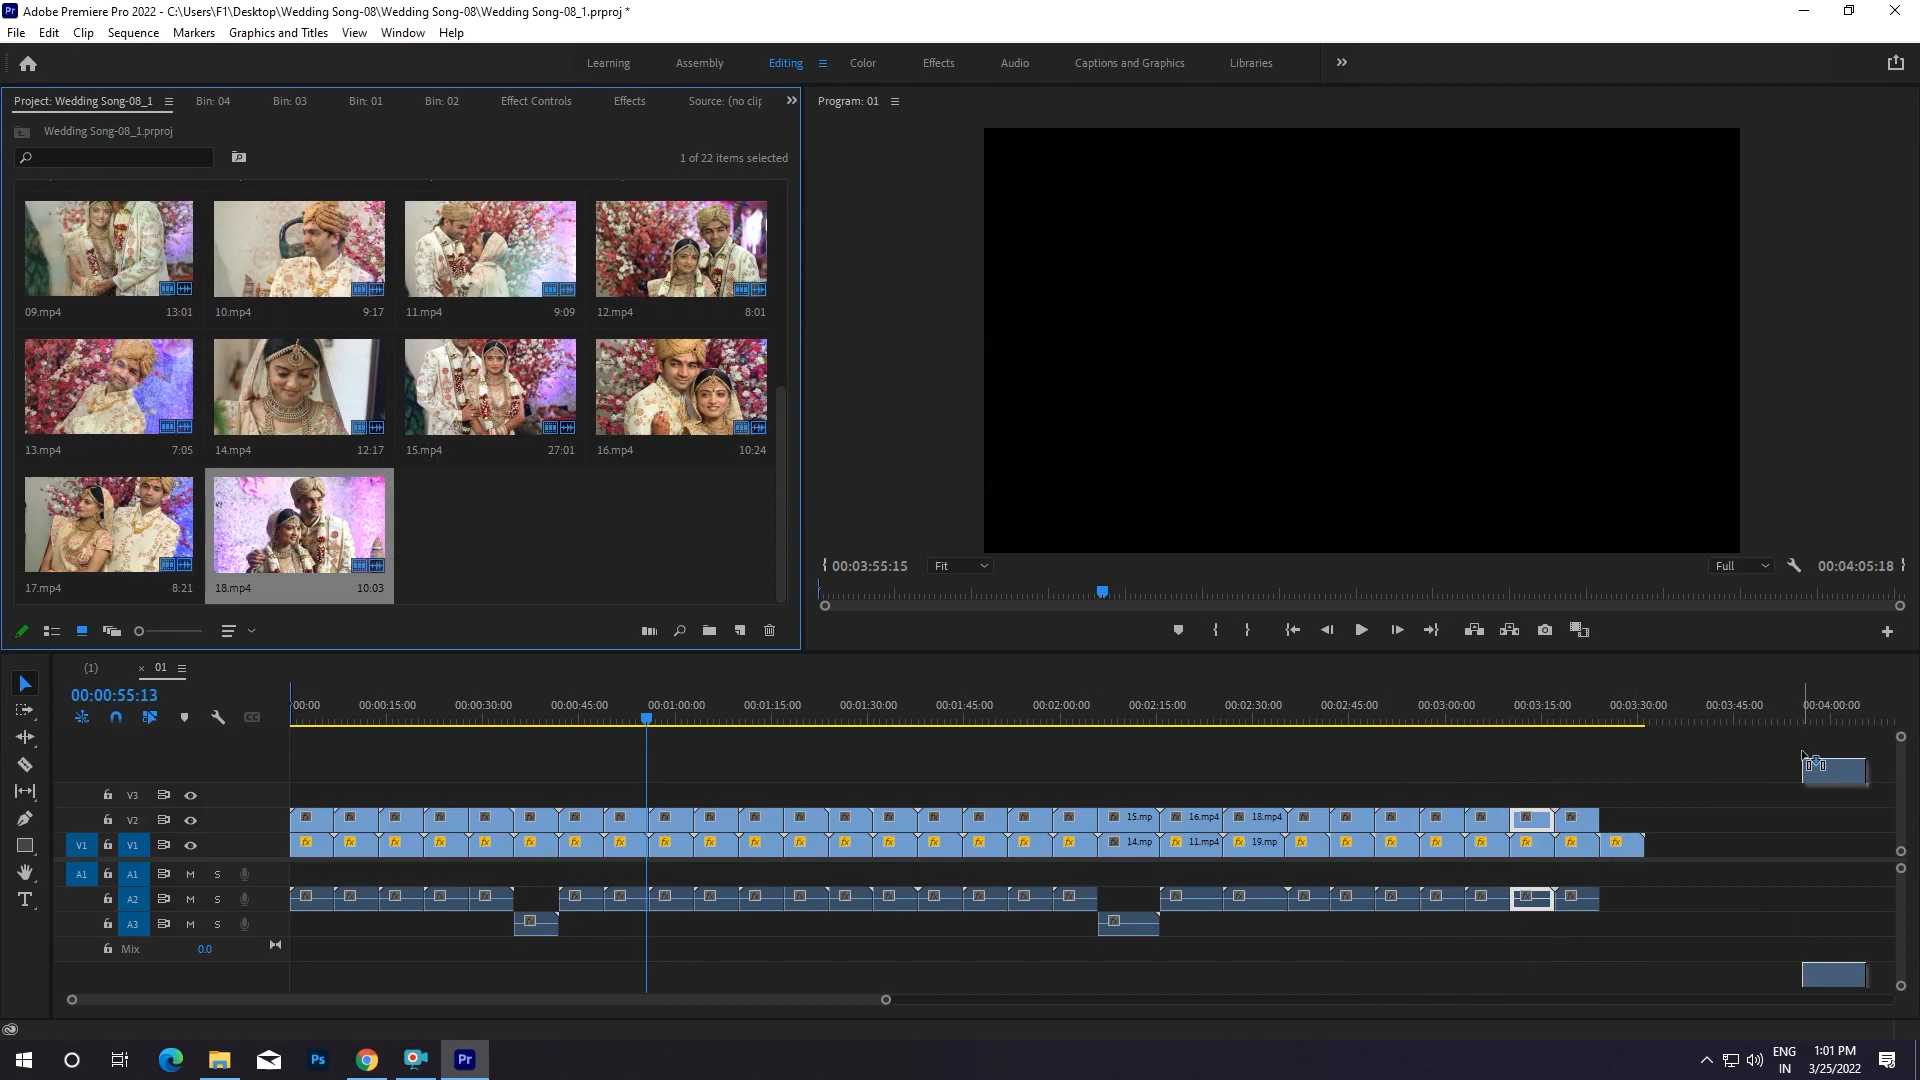 Pr Adobe Premiere Pro 2022 - C:\Users\F1\Desktop\Wedding Song-08\Wedding Song-08\Wedding Song-08_1.prproj *
File Edit Clip Sequence Markers Graphics and Titles View Window Help
Learning Assembly Editing Color Effects Audio Captions and Graphics Libraries
Project: Wedding Song-08_1 Bin: 04 Bin: 03 Bin: 01 Bin: 02 Effect Controls Effects Source: (no clip
Program: 01
Wedding Song-08_1.prproj
1 of 22 items selected
09.mp4 13:01 10.mp4 9:17 11.mp4 9:09 12.mp4 8:01
13.mp4 7:05 14.mp4 12:17 15.mp4 27:01 16.mp4 10:24
17.mp4 8:21 18.mp4 10:03
00:03:55:15 Fit Full 00:04:05:18
(1) × 01
00:00:55:13
:00:00 00:00:15:00 00:00:30:00 00:00:45:00 00:01:00:00 00:01:15:00 00:01:30:00 00:01:45:00 00:02:00:00 00:02:15:00 00:02:30:00 00:02:45:00 00:03:00:00 00:03:15:00 00:03:30:00 00:03:45:00 00:04:00:00
V3
V2 15.mp 16.mp4 18.mp4
V1 V1 14.mp 11.mp4 19.mp
A1 A1 M S
A2 M S
A3 M S
Mix 0.0
Ps Pr
ENG 1:01 PM
IN 3/25/2022